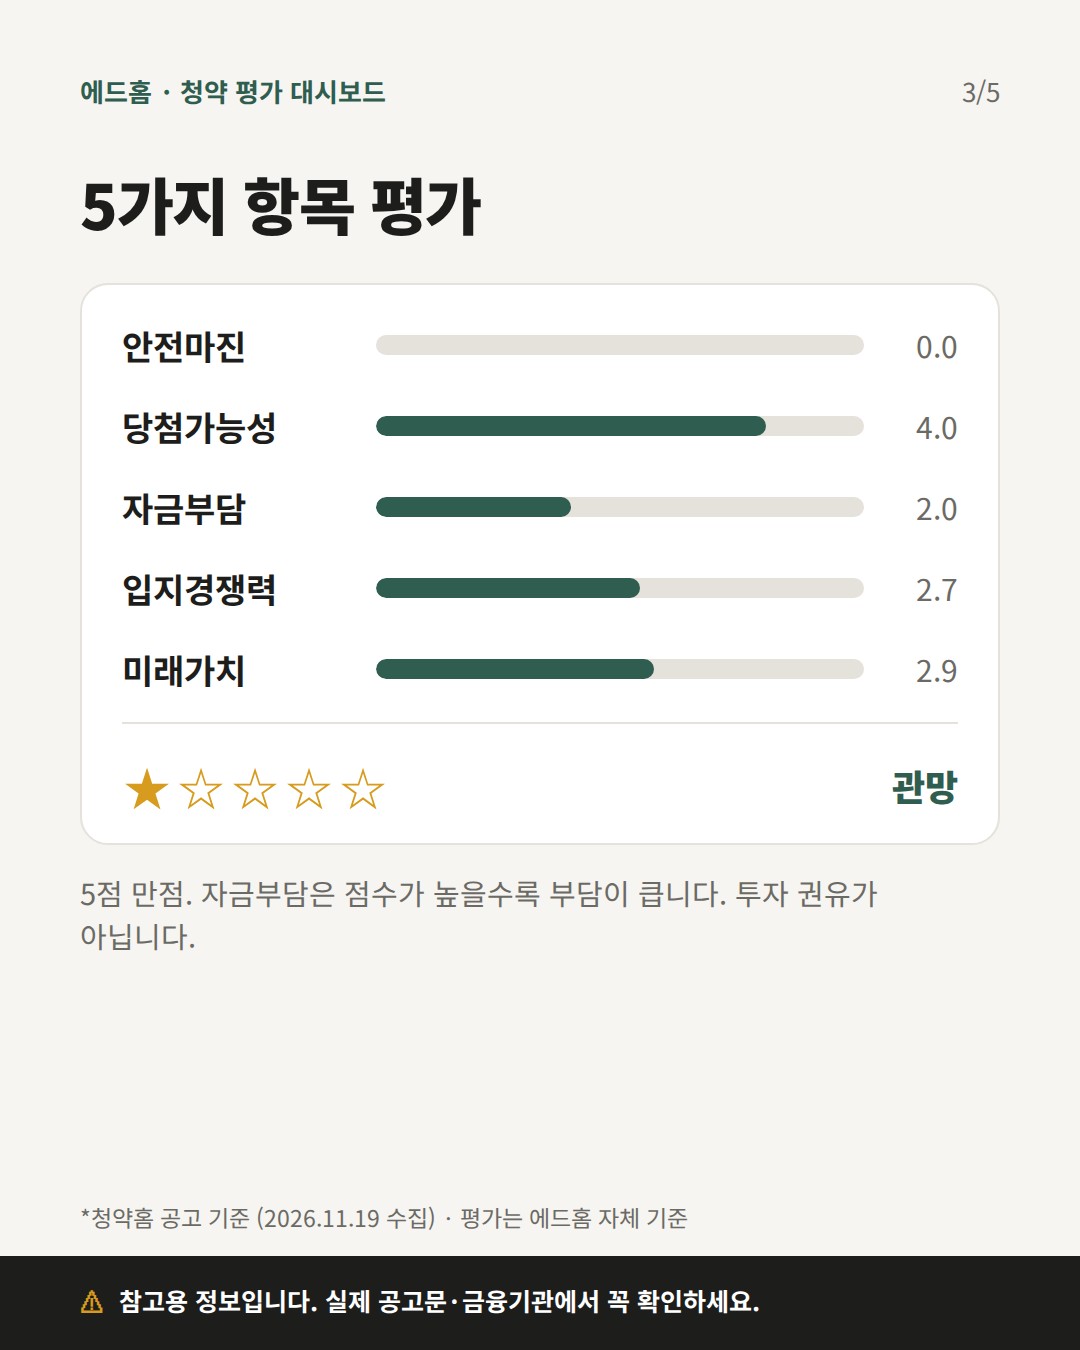 에드홈 · 청약 평가 대시보드 3/5
5가지 항목 평가
안전마진 0.0
당첨가능성 4.0
자금부담 2.0
입지경쟁력 2.7
미래가치 2.9
★☆☆☆☆ 관망
5점 만점. 자금부담은 점수가 높을수록 부담이 큽니다. 투자 권유가
아닙니다.
*청약홈 공고 기준 (2026.11.19 수집) · 평가는 에드홈 자체 기준
⚠ 참고용 정보입니다. 실제 공고문·금융기관에서 꼭 확인하세요.